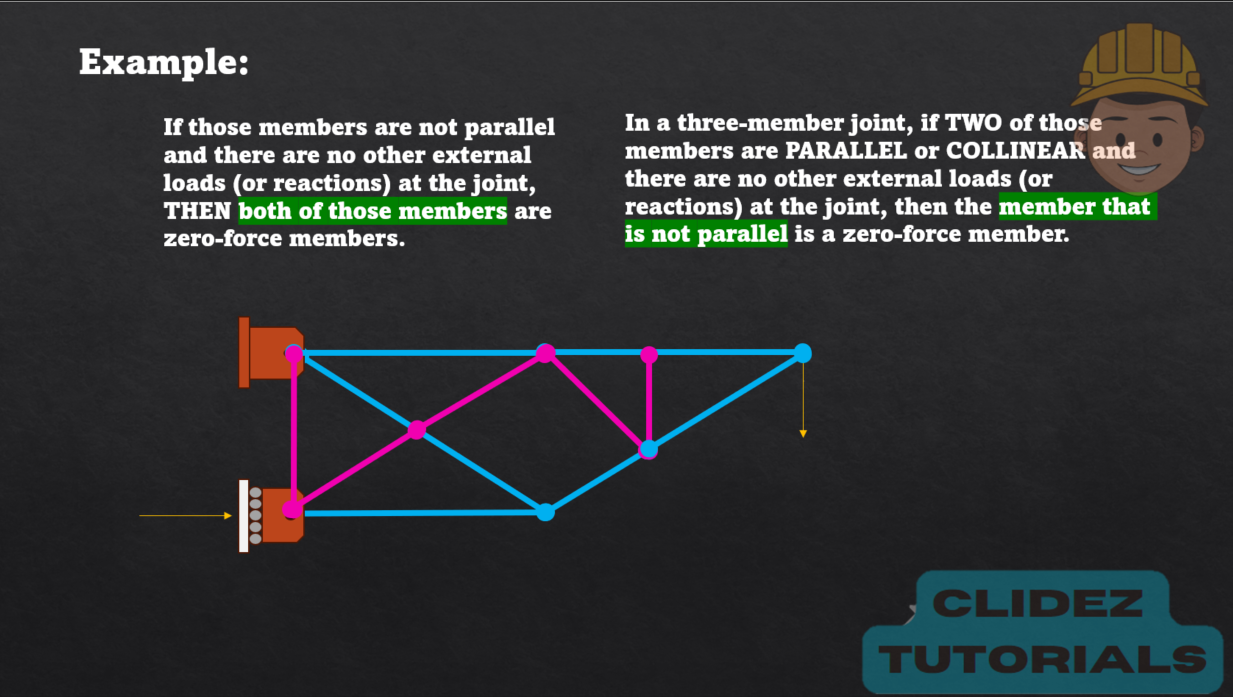 Example:
If those members are not parallel
and there are no other external
loads (or reactions) at the joint,
THEN both of those members are
zero-force members.
In a three-member joint, if TWO of those
members are PARALLEL or COLLINEAR and
there are no other external loads (or
reactions) at the joint, then the member that
is not parallel is a zero-force member.
CLIDEZ
TUTORIALS